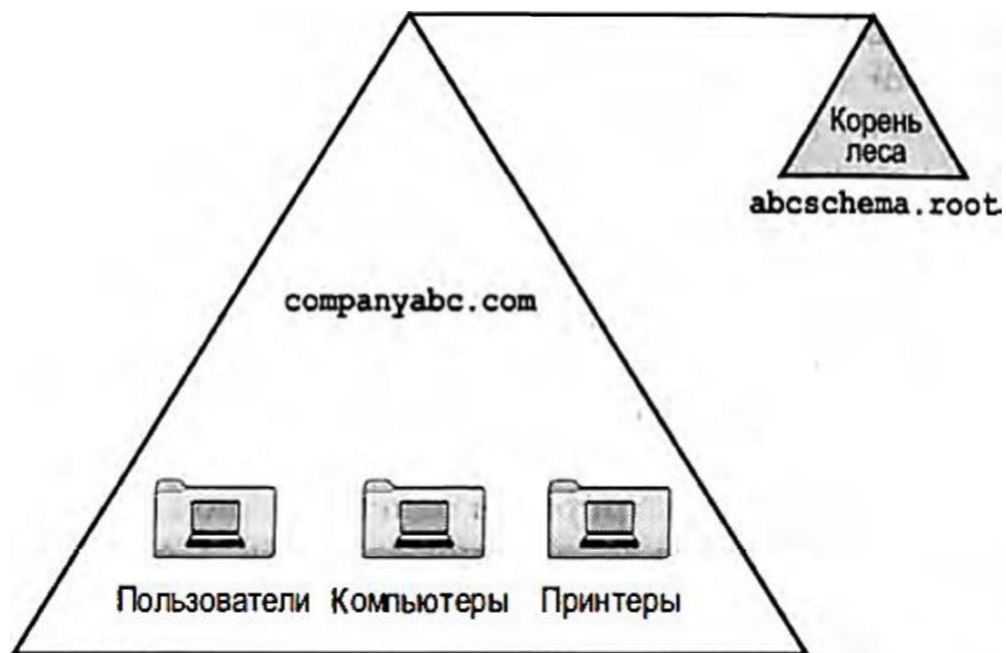 Корень
леса
abcschema.root
companyabc.com
Пользователи
Компьютеры
Принтеры